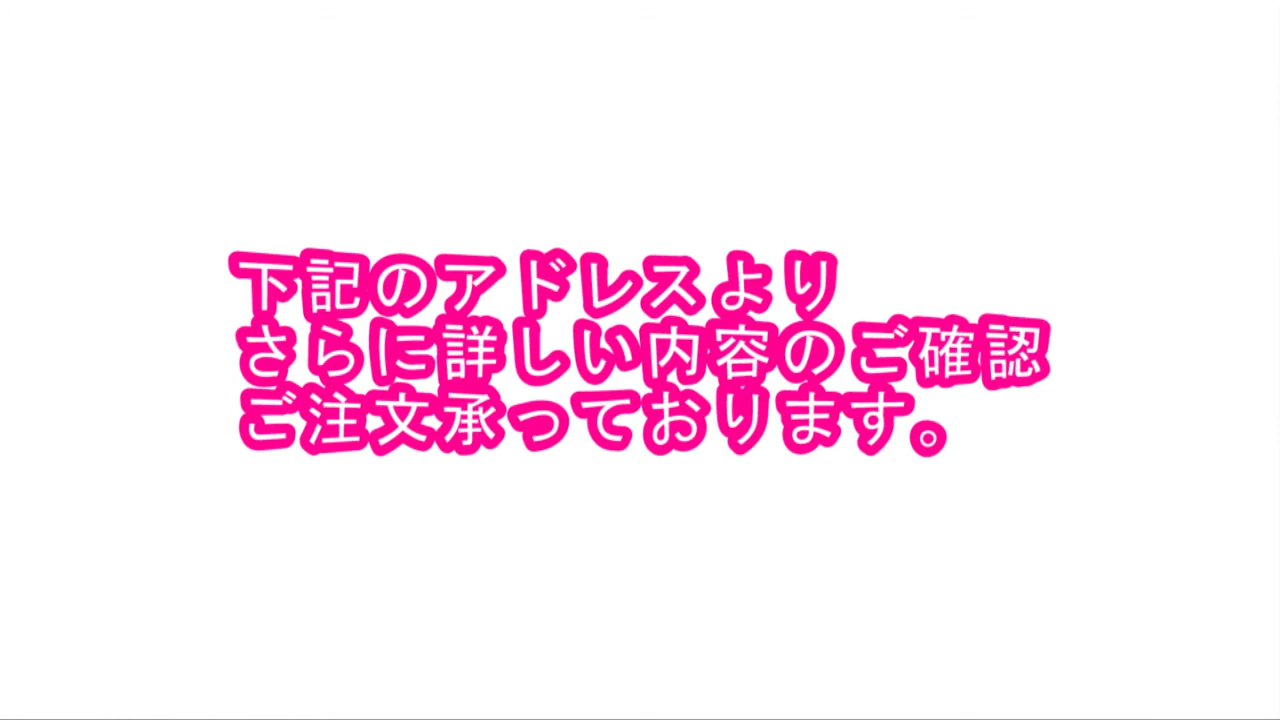 下記のアドレスより
さらに詳しい内容のご確認
ご注文承っております。